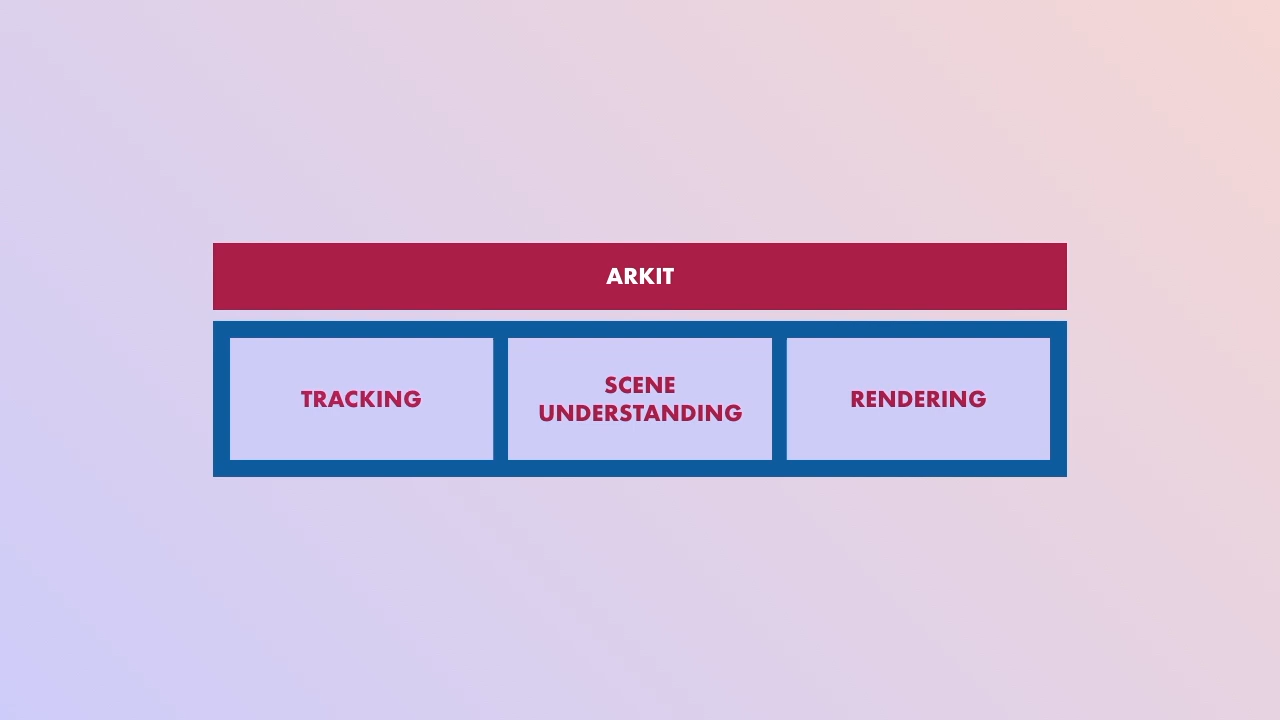 ARKIT
TRACKING
SCENE
UNDERSTANDING
RENDERING